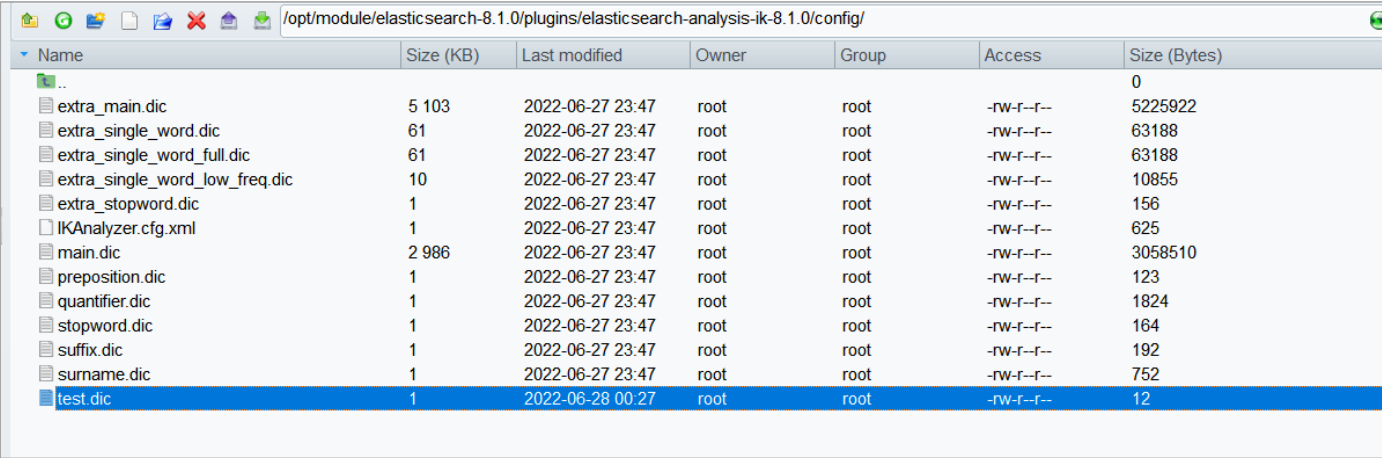 /opt/module/elasticsearch-8.1.0/plugins/elasticsearch-analysis-ik-8.1.0/config/
Name Size (KB) Last modified Owner Group Access Size (Bytes)
.. 0
extra_main.dic 5 103 2022-06-27 23:47 root root -rw-r--r-- 5225922
extra_single_word.dic 61 2022-06-27 23:47 root root -rw-r--r-- 63188
extra_single_word_full.dic 61 2022-06-27 23:47 root root -rw-r--r-- 63188
extra_single_word_low_freq.dic 10 2022-06-27 23:47 root root -rw-r--r-- 10855
extra_stopword.dic 1 2022-06-27 23:47 root root -rw-r--r-- 156
IKAnalyzer.cfg.xml 1 2022-06-27 23:47 root root -rw-r--r-- 625
main.dic 2 986 2022-06-27 23:47 root root -rw-r--r-- 3058510
preposition.dic 1 2022-06-27 23:47 root root -rw-r--r-- 123
quantifier.dic 1 2022-06-27 23:47 root root -rw-r--r-- 1824
stopword.dic 1 2022-06-27 23:47 root root -rw-r--r-- 164
suffix.dic 1 2022-06-27 23:47 root root -rw-r--r-- 192
surname.dic 1 2022-06-27 23:47 root root -rw-r--r-- 752
test.dic 1 2022-06-28 00:27 root root -rw-r--r-- 12